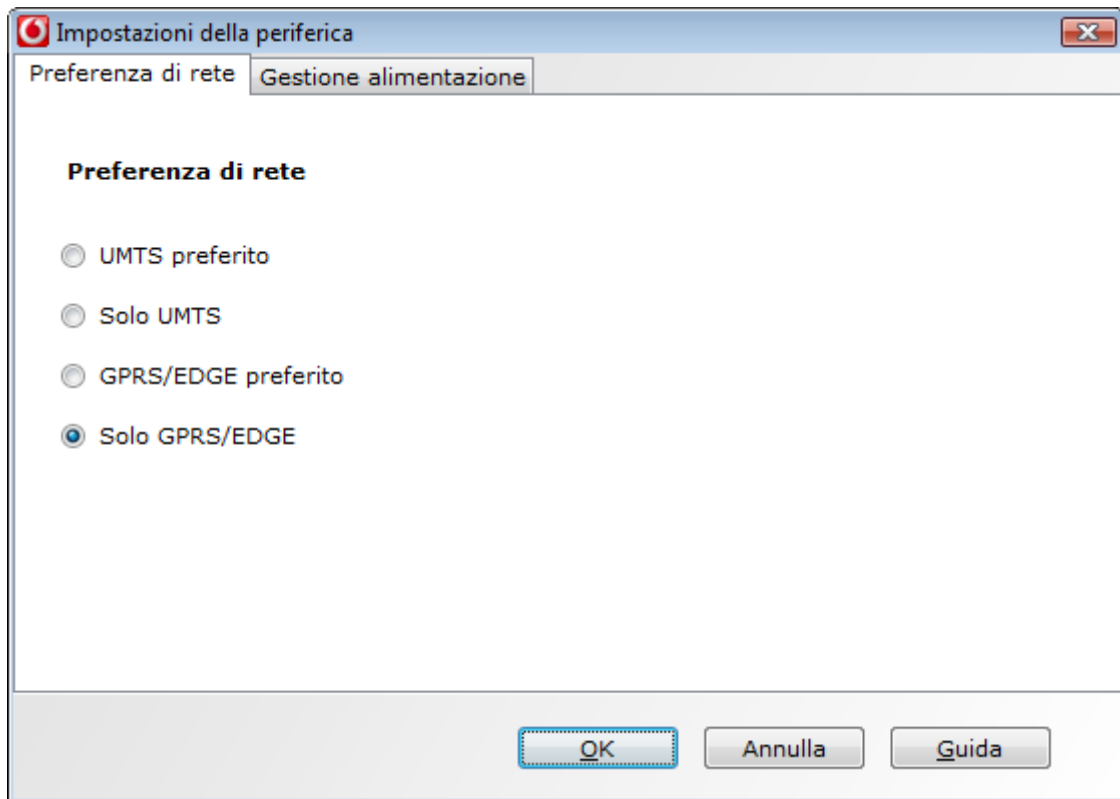 Impostazioni della periferica
Preferenza di rete
Gestione alimentazione
Preferenza di rete
UMTS preferito
Solo UMTS
GPRS/EDGE preferito
Solo GPRS/EDGE
OK
Annulla
Guida